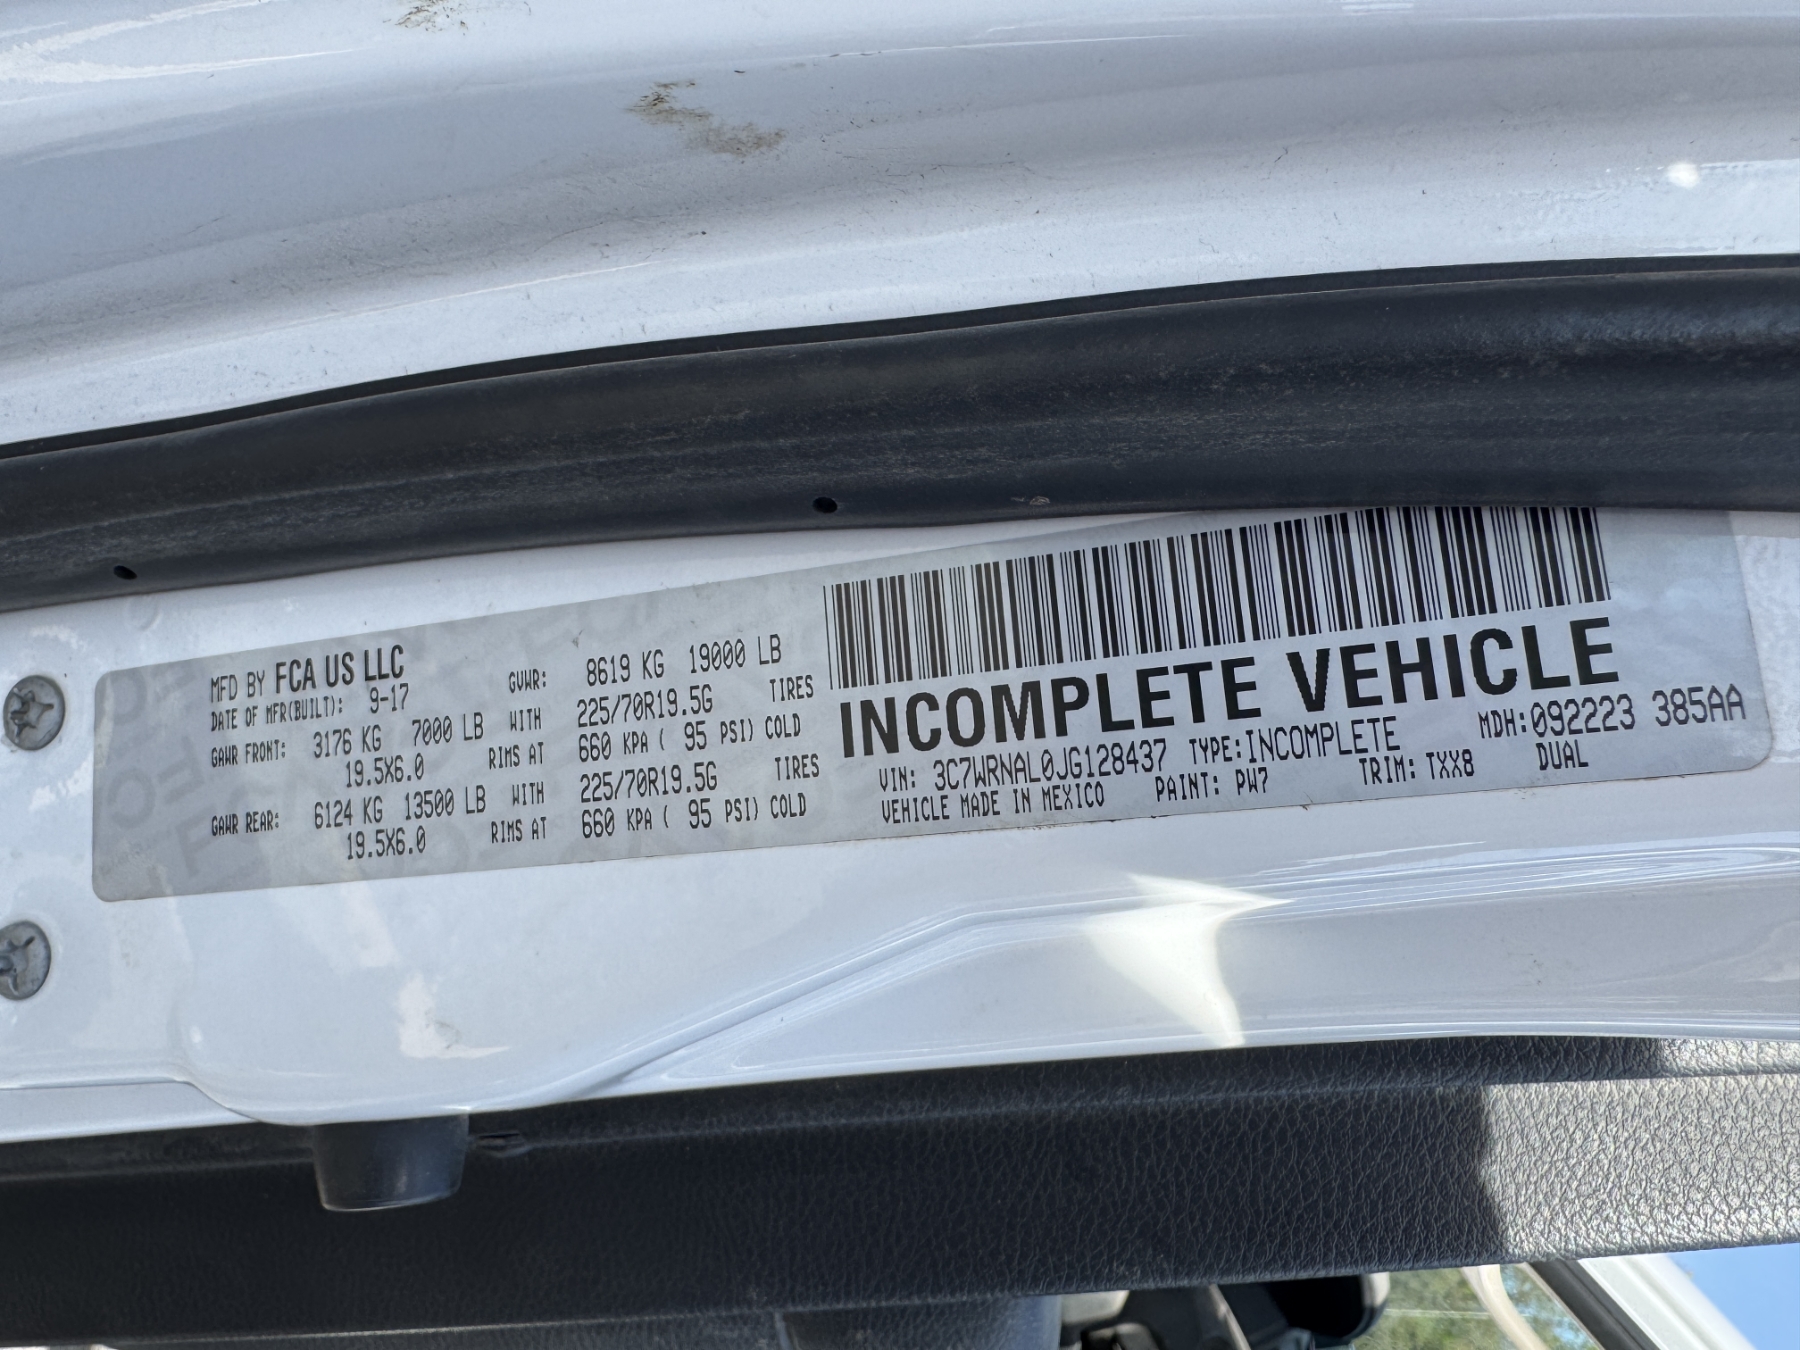 MFD BY FCA US LLC
DATE OF MFR(BUILT): 9-17 GVWR: 8619 KG 19000 LB
GAWR FRONT: 3176 KG 7000 LB WITH 225/70R19.5G TIRES
19.5X6.0 RIMS AT 660 KPA ( 95 PSI) COLD
GAWR REAR: 6124 KG 13500 LB WITH 225/70R19.5G TIRES
19.5X6.0 RIMS AT 660 KPA ( 95 PSI) COLD
INCOMPLETE VEHICLE
VIN: 3C7WRNAL0JG128437 TYPE: INCOMPLETE MDH: 092223 385AA
VEHICLE MADE IN MEXICO PAINT: PW7 TRIM: TXX8 DUAL